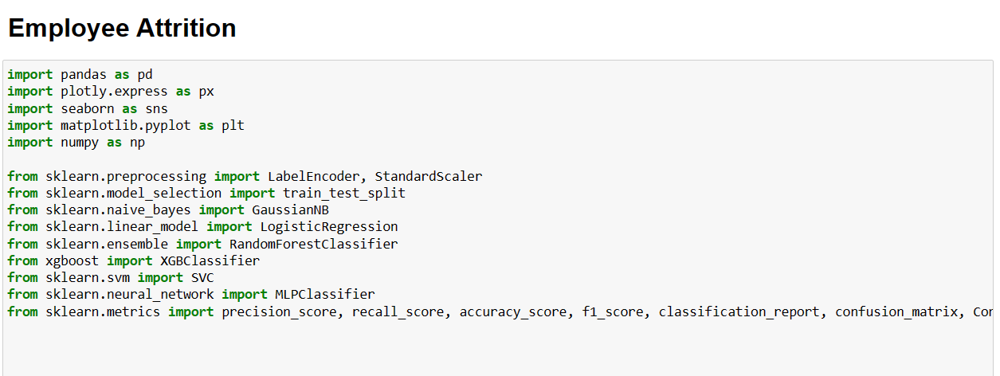 Employee Attrition
import pandas as pd
import plotly.express as px
import seaborn as sns
import matplotlib.pyplot as plt
import numpy as np
from sklearn.preprocessing import LabelEncoder, StandardScaler
from sklearn.model_selection import train_test_split
from sklearn.naive_bayes import GaussianNB
from sklearn.linear_model import LogisticRegression
from sklearn.ensemble import RandomForestClassifier
from xgboost import XGBClassifier
from sklearn.svm import SVC
from sklearn.neural_network import MLPClassifier
from sklearn.metrics import precision_score, recall_score, accuracy_score, f1_score, classification_report, confusion_matrix,